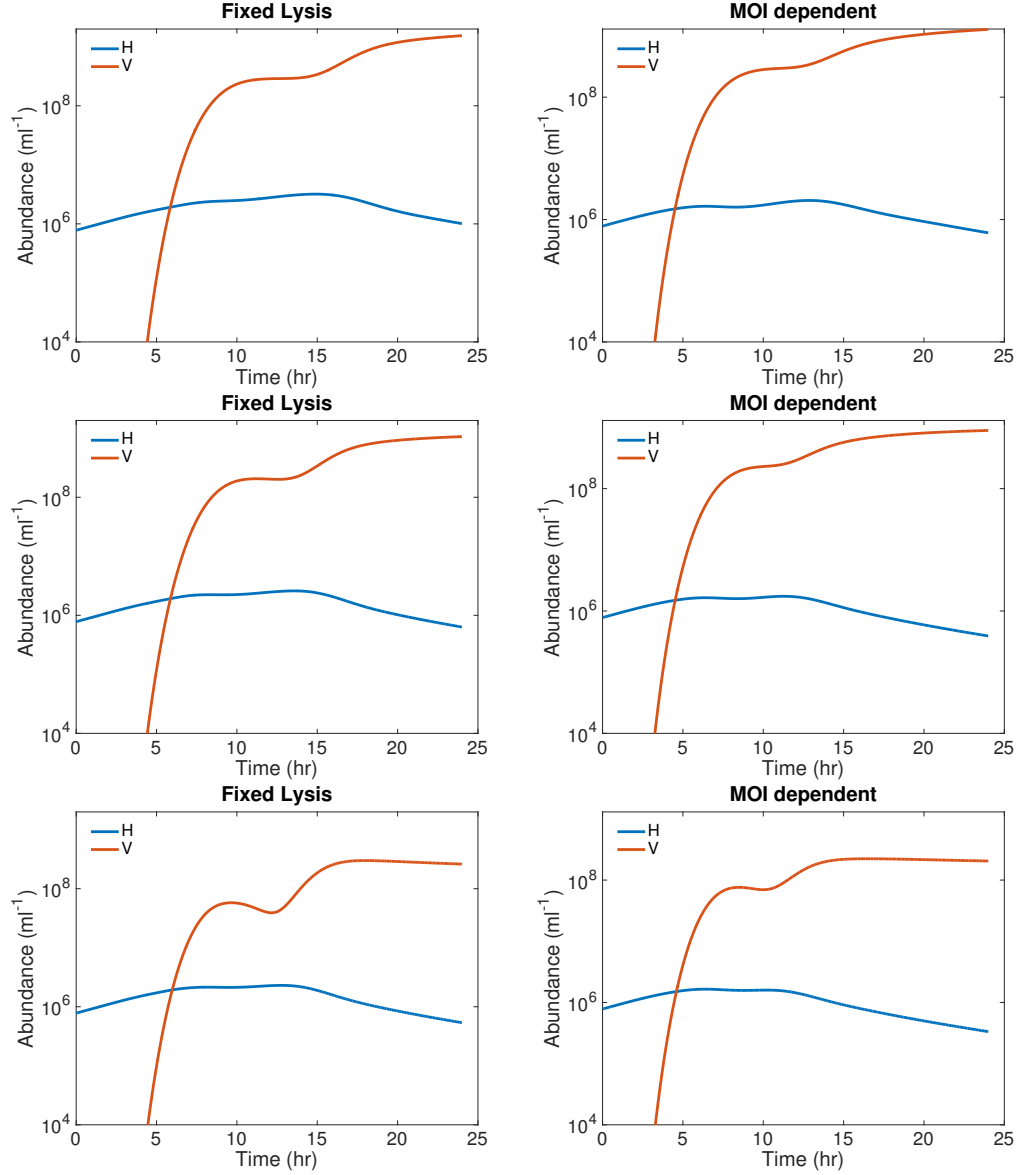 Fixed Lysis
H
V
10^8
10^6
10^4
Abundance (ml^-1)
0 5 10 15 20 25
Time (hr)
MOI dependent
H
V
10^8
10^6
10^4
Abundance (ml^-1)
0 5 10 15 20 25
Time (hr)
Fixed Lysis
H
V
10^8
10^6
10^4
Abundance (ml^-1)
0 5 10 15 20 25
Time (hr)
MOI dependent
H
V
10^8
10^6
10^4
Abundance (ml^-1)
0 5 10 15 20 25
Time (hr)
Fixed Lysis
H
V
10^8
10^6
10^4
Abundance (ml^-1)
0 5 10 15 20 25
Time (hr)
MOI dependent
H
V
10^8
10^6
10^4
Abundance (ml^-1)
0 5 10 15 20 25
Time (hr)